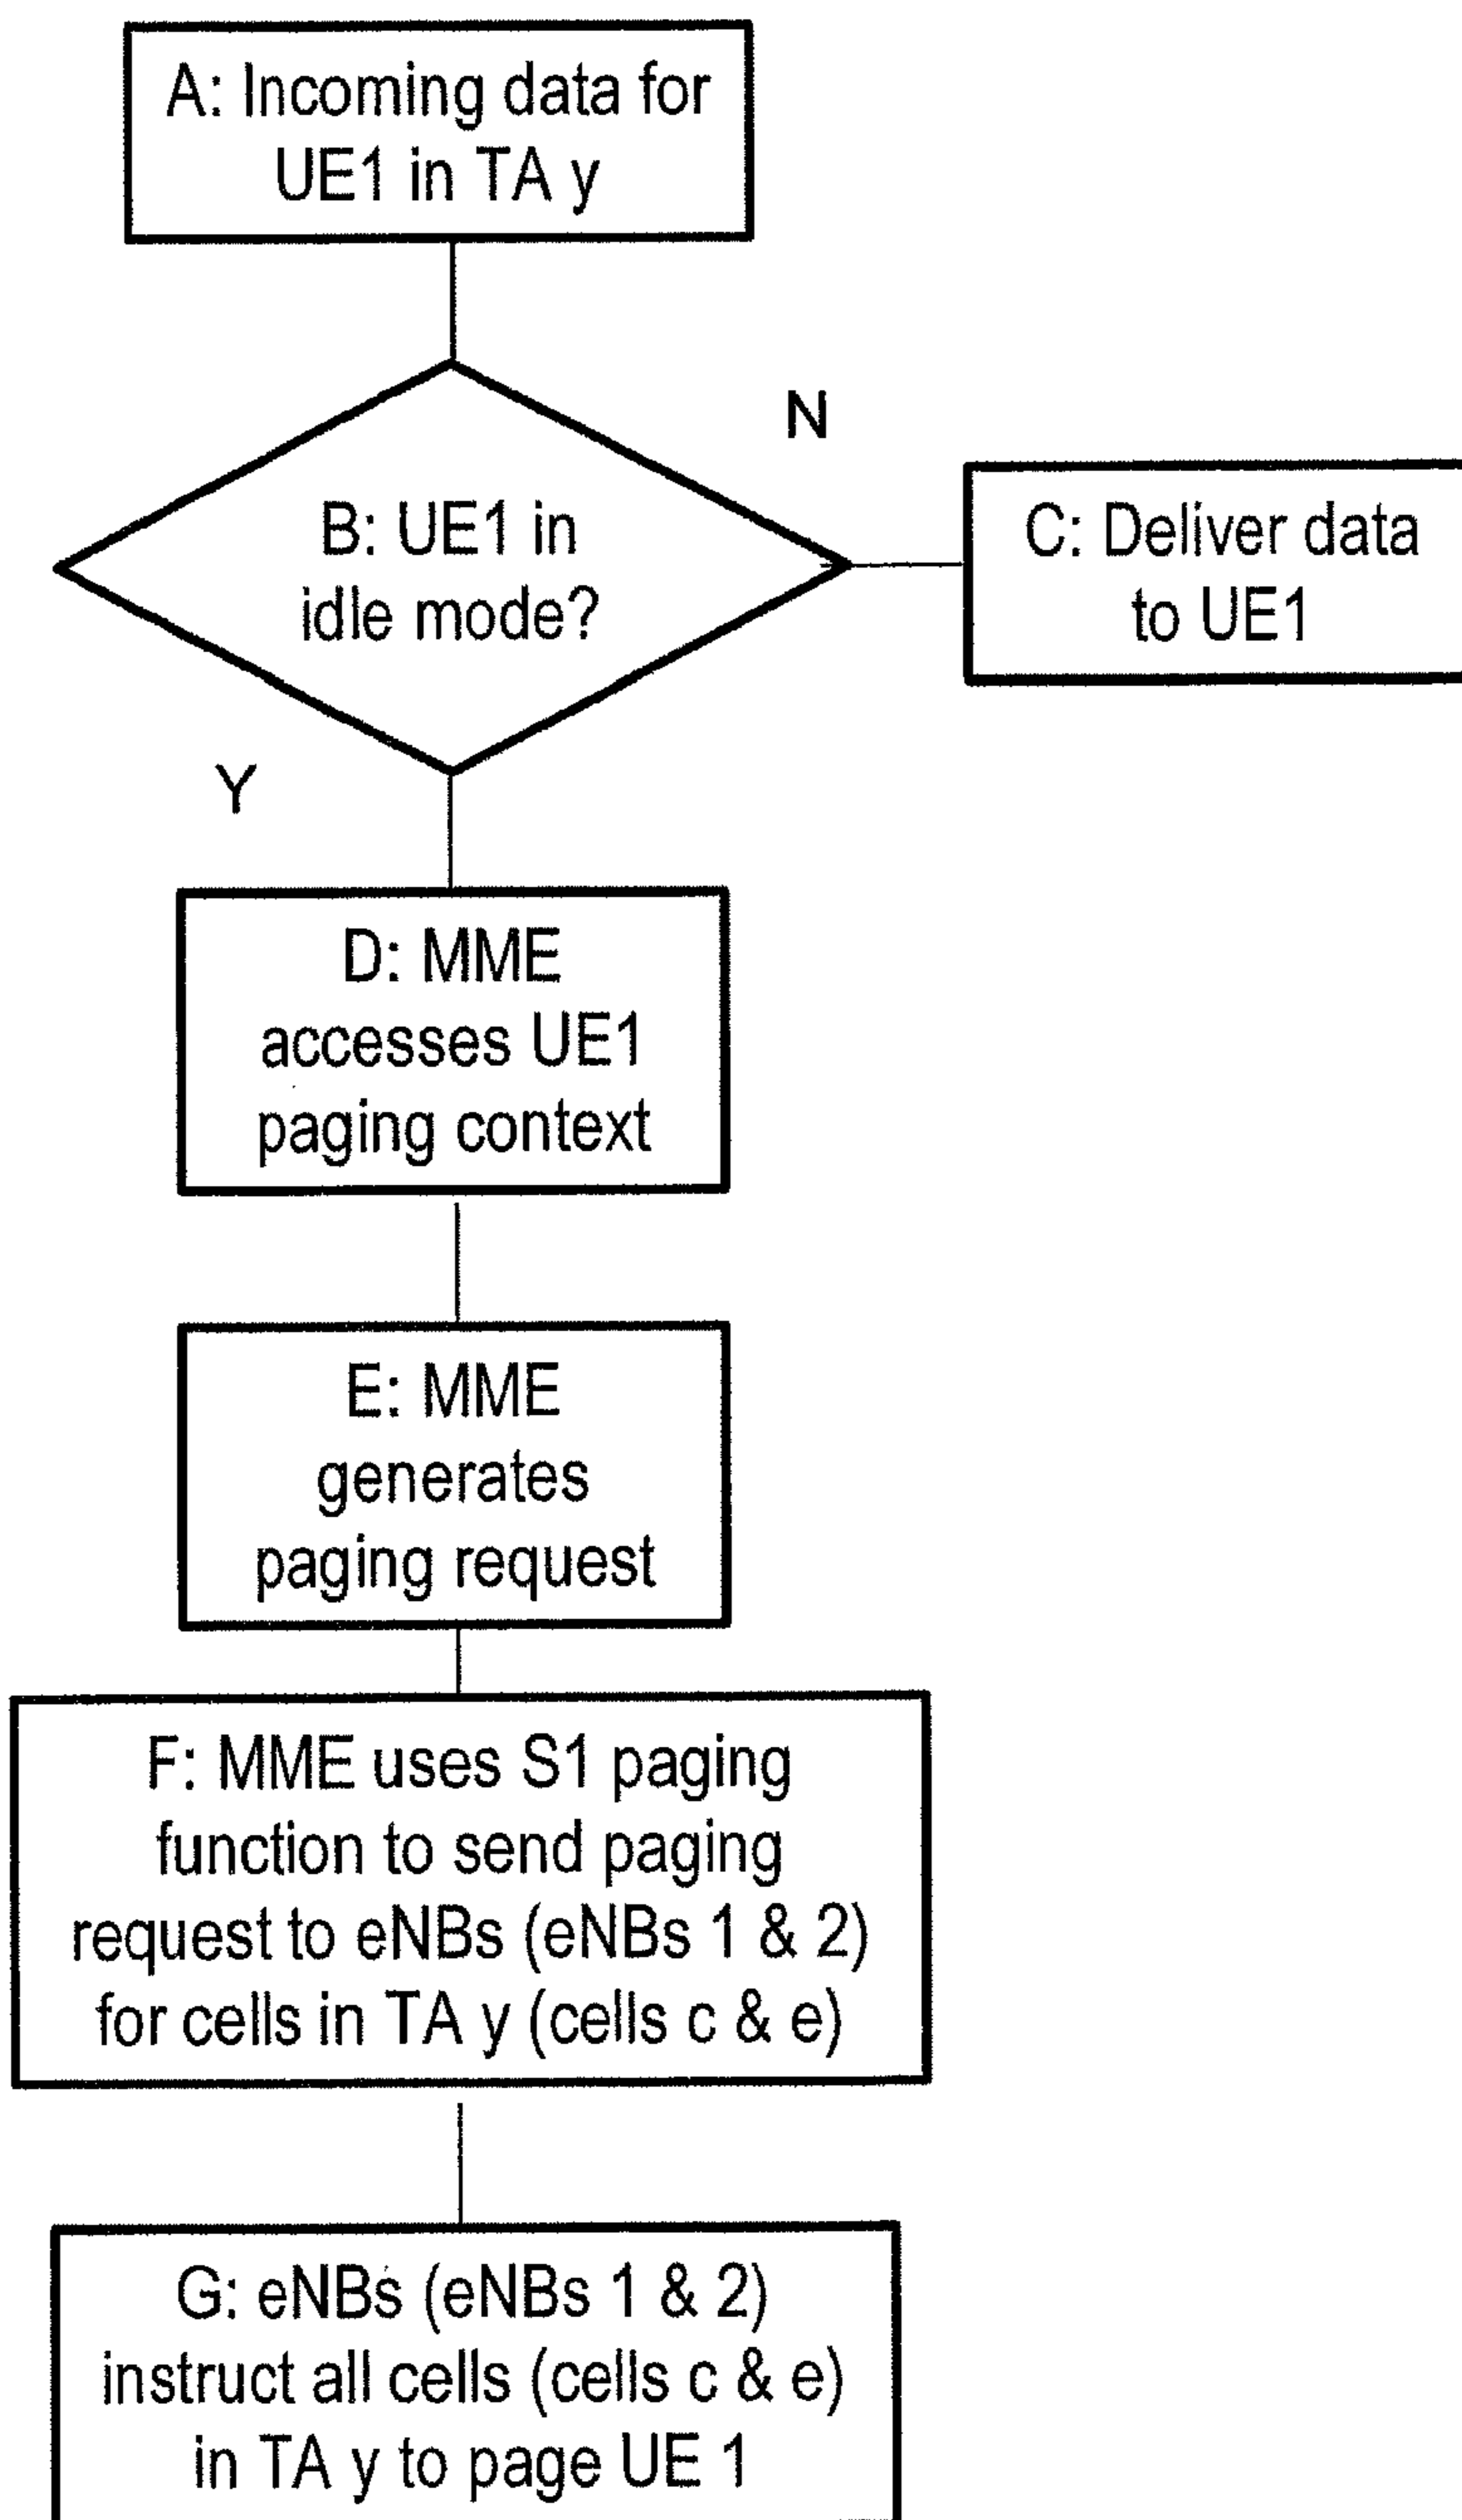 A: Incoming data for
UE1 in TA y
N
B: UE1 in
idle mode?
C: Deliver data
to UE1
Y
D: MME
accesses UE1
paging context
E: MME
generates
paging request
F: MME uses S1 paging
function to send paging
request to eNBs (eNBs 1 & 2)
for cells in TA y (cells c & e)
G: eNBs (eNBs 1 & 2)
instruct all cells (cells c & e)
in TA y to page UE 1